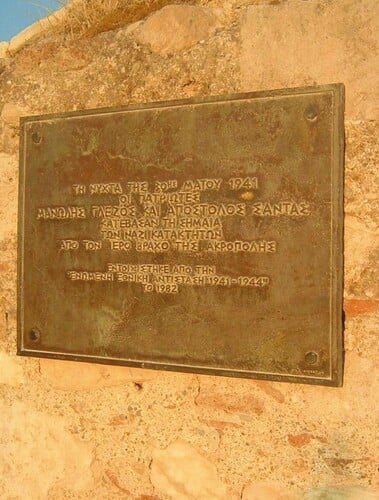 ΤΗ ΝΥΧΤΑ ΤΗΣ 30ΗΣ ΜΑΪΟΥ 1941
ΟΙ ΠΑΤΡΙΩΤΕΣ
ΜΑΝΩΛΗΣ ΓΛΕΖΟΣ ΚΑΙ ΑΠΟΣΤΟΛΟΣ ΣΑΝΤΑΣ
ΚΑΤΕΒΑΣΑΝ ΤΗ ΣΗΜΑΙΑ
ΤΩΝ ΝΑΖΙ ΚΑΤΑΚΤΗΤΩΝ
ΑΠΟ ΤΟΝ ΙΕΡΟ ΒΡΑΧΟ ΤΗΣ ΑΚΡΟΠΟΛΗΣ
ΕΝΤΟΙΧΙΣΤΗΚΕ ΑΠΟ ΤΗΝ
"ΕΝΩΜΕΝΗ ΕΘΝΙΚΗ ΑΝΤΙΣΤΑΣΗ 1941-1944"
ΤΟ 1982